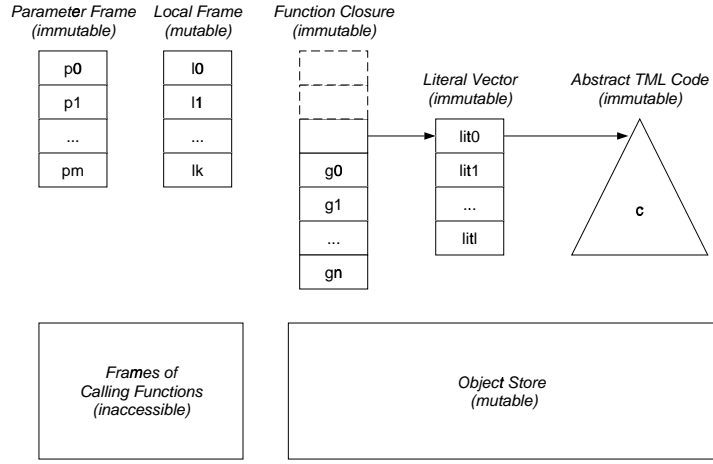 Parameter Frame
(immutable)
Local Frame
(mutable)
Function Closure
(immutable)
Literal Vector
(immutable)
Abstract TML Code
(immutable)
p0
p1
...
pm
l0
l1
...
lk
g0
g1
...
gn
lit0
lit1
...
litl
c
Frames of
Calling Functions
(inaccessible)
Object Store
(mutable)